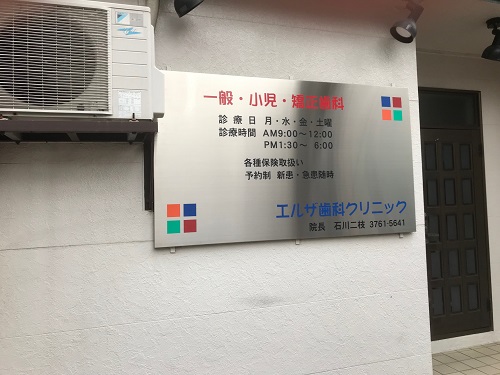 一般・小児・矯正歯科
診療日 月・水・金・土曜
診療時間 AM9:00～12:00
PM1:30～ 6:00
各種保険取扱い
予約制 新患・急患随時
エルザ歯科クリニック
院長 石川二枝 3761-5641